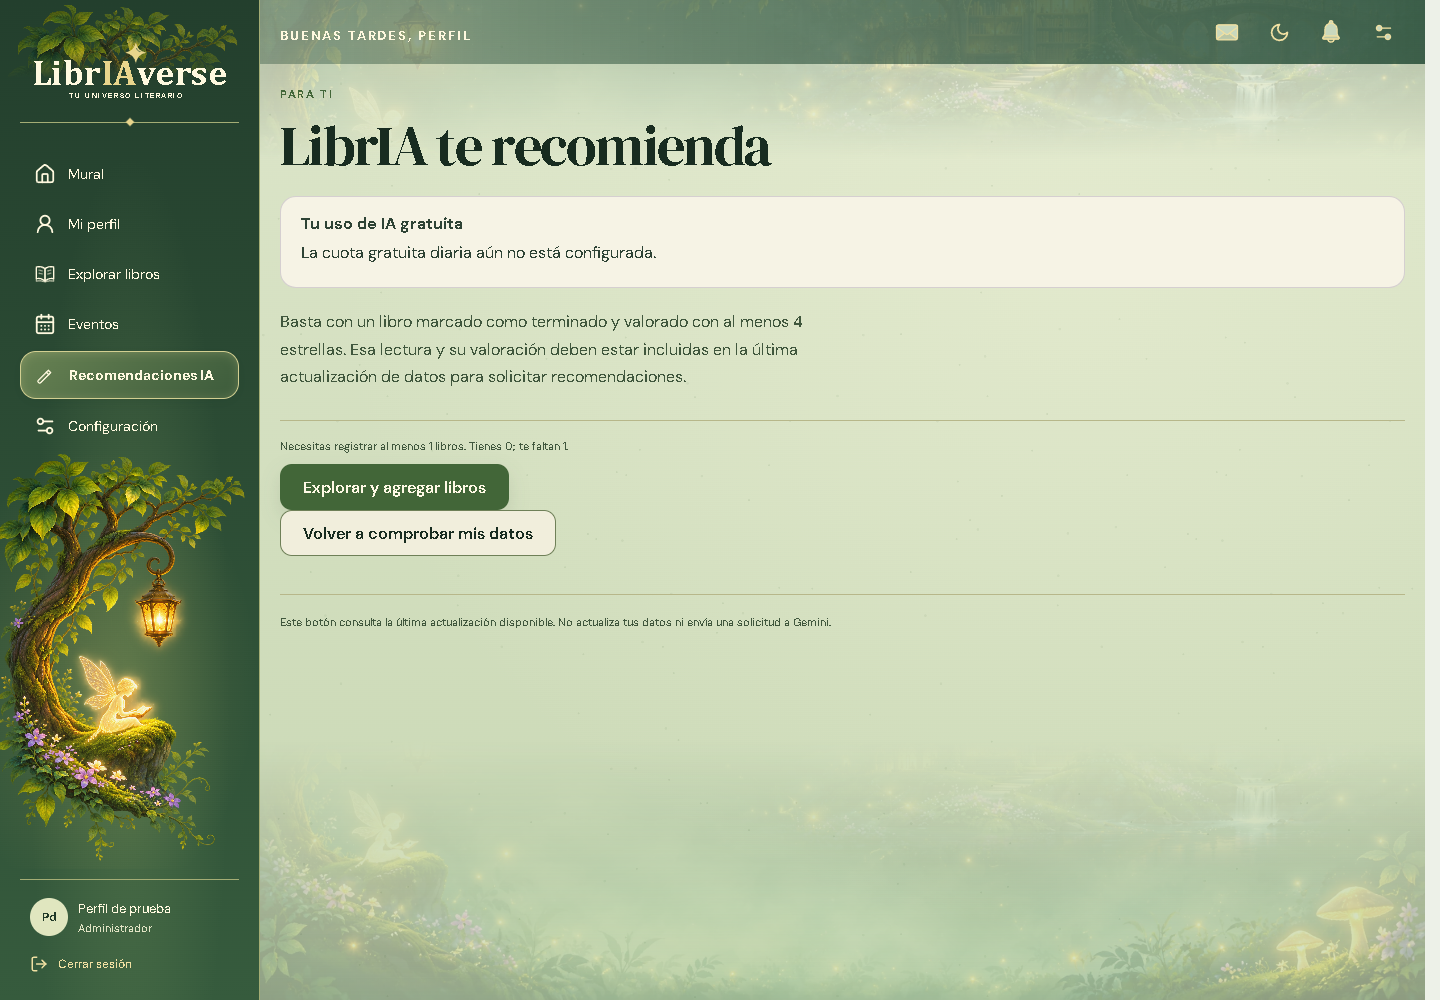 LibrIAverse
TU UNIVERSO LITERARIO
Mural
Mi perfil
Explorar libros
Eventos
Recomendaciones IA
Configuración
Pd
Perfil de prueba
Administrador
Cerrar sesión
BUENAS TARDES, PERFIL
PARA TI
LibrIA te recomienda
Tu uso de IA gratuita
La cuota gratuita diaria aún no está configurada.
Basta con un libro marcado como terminado y valorado con al menos 4
estrellas. Esa lectura y su valoración deben estar incluidas en la última
actualización de datos para solicitar recomendaciones.
Necesitas registrar al menos 1 libros. Tienes 0; te faltan 1.
Explorar y agregar libros
Volver a comprobar mis datos
Este botón consulta la última actualización disponible. No actualiza tus datos ni envía una solicitud a Gemini.